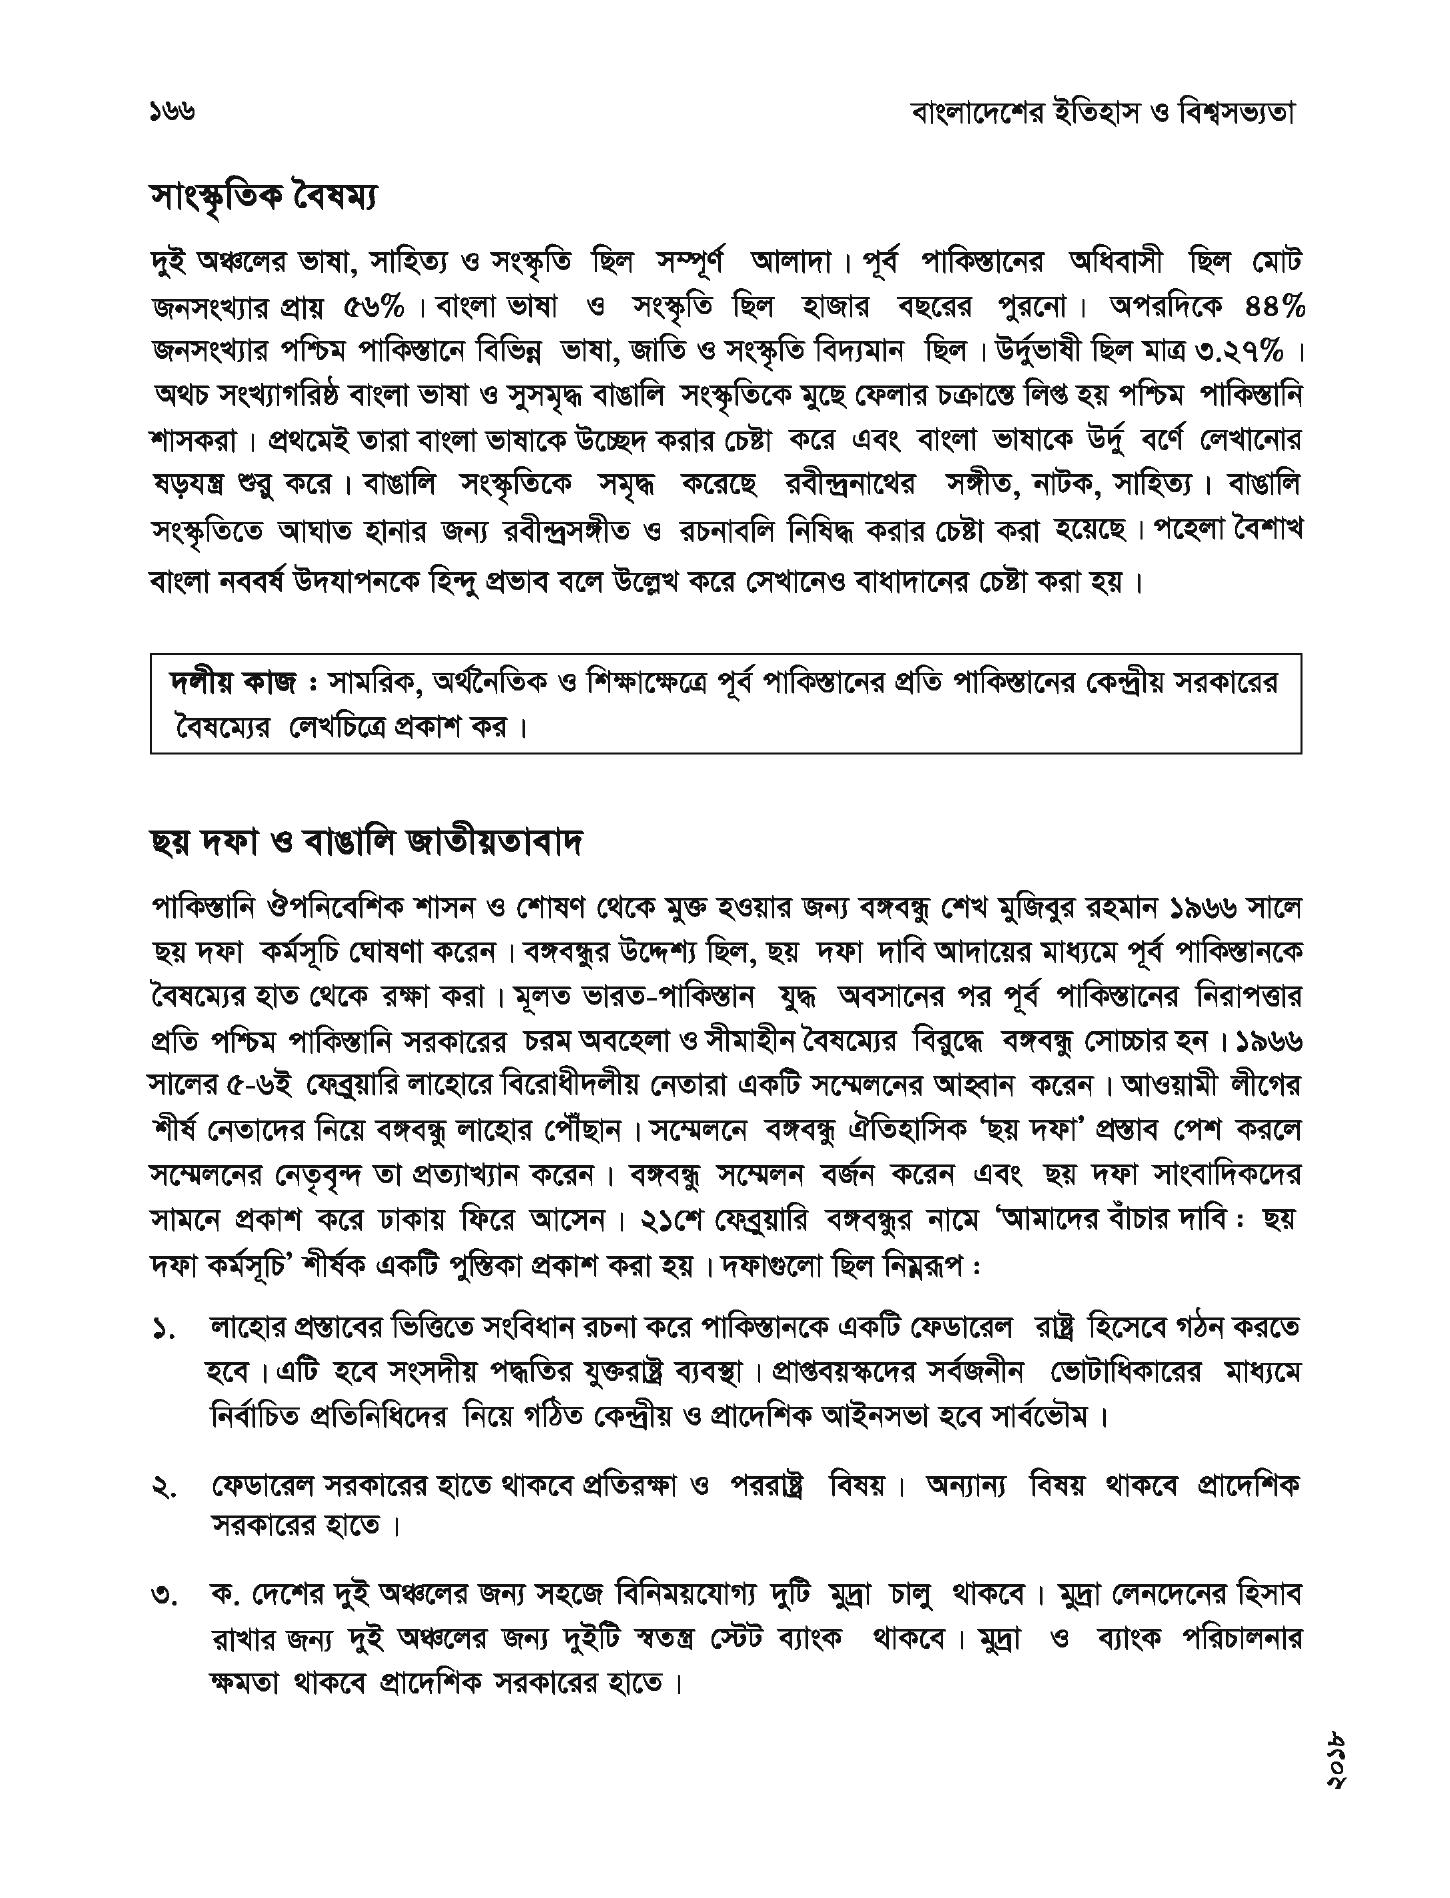 ১৬৬ বাংলাদেশের ইতিহাস ও বিশ্বসভ্যতা
সাংস্কৃতিক বৈষম্য
দুই অঞ্চলের ভাষা, সাহিত্য ও সংস্কৃতি ছিল সম্পূর্ণ আলাদা। পূর্ব পাকিস্তানের অধিবাসী ছিল মোট
জনসংখ্যার প্রায় ৫৬%। বাংলা ভাষা ও সংস্কৃতি ছিল হাজার বছরের পুরনো। অপরদিকে ৪৪%
জনসংখ্যার পশ্চিম পাকিস্তানে বিভিন্ন ভাষা, জাতি ও সংস্কৃতি বিদ্যমান ছিল। উর্দুভাষী ছিল মাত্র ৩.২৭%।
অথচ সংখ্যাগরিষ্ঠ বাংলা ভাষা ও সুসমৃদ্ধ বাঙালি সংস্কৃতিকে মুছে ফেলার চক্রান্তে লিপ্ত হয় পশ্চিম পাকিস্তানি
শাসকরা। প্রথমেই তারা বাংলা ভাষাকে উচ্ছেদ করার চেষ্টা করে এবং বাংলা ভাষাকে উর্দু বর্ণে লেখানোর
ষড়যন্ত্র শুরু করে। বাঙালি সংস্কৃতিকে সমৃদ্ধ করেছে রবীন্দ্রনাথের সঙ্গীত, নাটক, সাহিত্য। বাঙালি
সংস্কৃতিতে আঘাত হানার জন্য রবীন্দ্রসঙ্গীত ও রচনাবলি নিষিদ্ধ করার চেষ্টা করা হয়েছে। পহেলা বৈশাখ
বাংলা নববর্ষ উদযাপনকে হিন্দু প্রভাব বলে উল্লেখ করে সেখানেও বাধাদানের চেষ্টা করা হয়।
দলীয় কাজ : সামরিক, অর্থনৈতিক ও শিক্ষাক্ষেত্রে পূর্ব পাকিস্তানের প্রতি পাকিস্তানের কেন্দ্রীয় সরকারের
বৈষম্যের লেখচিত্রে প্রকাশ কর।
ছয় দফা ও বাঙালি জাতীয়তাবাদ
পাকিস্তানি ঔপনিবেশিক শাসন ও শোষণ থেকে মুক্ত হওয়ার জন্য বঙ্গবন্ধু শেখ মুজিবুর রহমান ১৯৬৬ সালে
ছয় দফা কর্মসূচি ঘোষণা করেন। বঙ্গবন্ধুর উদ্দেশ্য ছিল, ছয় দফা দাবি আদায়ের মাধ্যমে পূর্ব পাকিস্তানকে
বৈষম্যের হাত থেকে রক্ষা করা। মূলত ভারত-পাকিস্তান যুদ্ধ অবসানের পর পূর্ব পাকিস্তানের নিরাপত্তার
প্রতি পশ্চিম পাকিস্তানি সরকারের চরম অবহেলা ও সীমাহীন বৈষম্যের বিরুদ্ধে বঙ্গবন্ধু সোচ্চার হন। ১৯৬৬
সালের ৫-৬ই ফেব্রুয়ারি লাহোরে বিরোধীদলীয় নেতারা একটি সম্মেলনের আহ্বান করেন। আওয়ামী লীগের
শীর্ষ নেতাদের নিয়ে বঙ্গবন্ধু লাহোর পৌঁছান। সম্মেলনে বঙ্গবন্ধু ঐতিহাসিক ‘ছয় দফা’ প্রস্তাব পেশ করলে
সম্মেলনের নেতৃবৃন্দ তা প্রত্যাখ্যান করেন। বঙ্গবন্ধু সম্মেলন বর্জন করেন এবং ছয় দফা সাংবাদিকদের
সামনে প্রকাশ করে ঢাকায় ফিরে আসেন। ২১শে ফেব্রুয়ারি বঙ্গবন্ধুর নামে ‘আমাদের বাঁচার দাবি : ছয়
দফা কর্মসূচি’ শীর্ষক একটি পুস্তিকা প্রকাশ করা হয়। দফাগুলো ছিল নিম্নরূপ :
১. লাহোর প্রস্তাবের ভিত্তিতে সংবিধান রচনা করে পাকিস্তানকে একটি ফেডারেল রাষ্ট্র হিসেবে গঠন করতে
হবে। এটি হবে সংসদীয় পদ্ধতির যুক্তরাষ্ট্র ব্যবস্থা। প্রাপ্তবয়স্কদের সর্বজনীন ভোটাধিকারের মাধ্যমে
নির্বাচিত প্রতিনিধিদের নিয়ে গঠিত কেন্দ্রীয় ও প্রাদেশিক আইনসভা হবে সার্বভৌম।
২. ফেডারেল সরকারের হাতে থাকবে প্রতিরক্ষা ও পররাষ্ট্র বিষয়। অন্যান্য বিষয় থাকবে প্রাদেশিক
সরকারের হাতে।
৩. ক. দেশের দুই অঞ্চলের জন্য সহজে বিনিময়যোগ্য দুটি মুদ্রা চালু থাকবে। মুদ্রা লেনদেনের হিসাব
রাখার জন্য দুই অঞ্চলের জন্য দুইটি স্বতন্ত্র স্টেট ব্যাংক থাকবে। মুদ্রা ও ব্যাংক পরিচালনার
ক্ষমতা থাকবে প্রাদেশিক সরকারের হাতে।
২০১৮